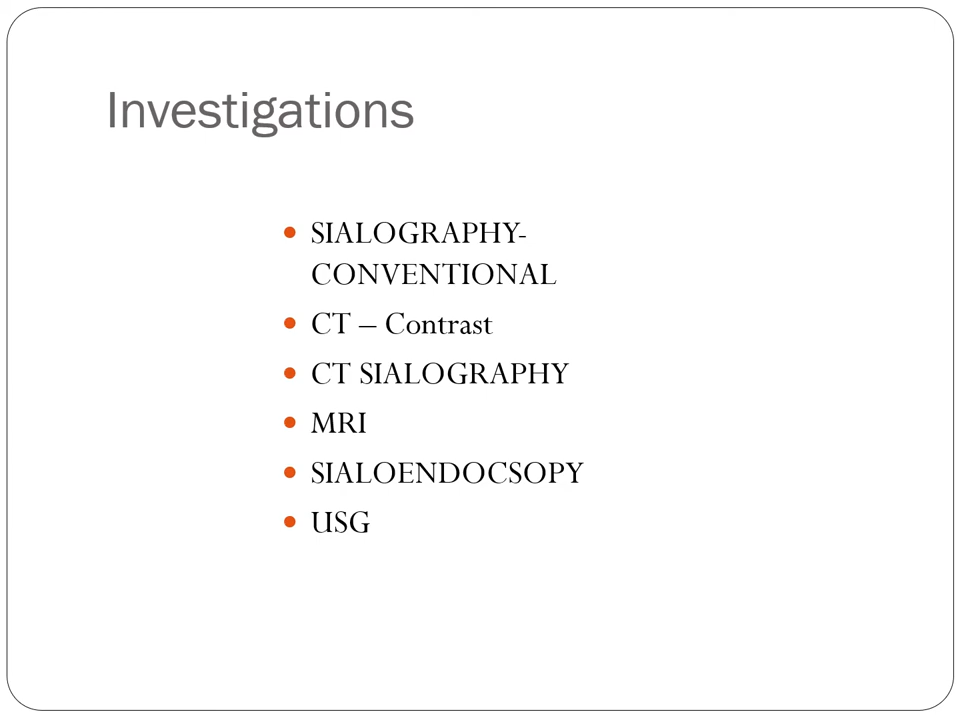 Investigations
• SIALOGRAPHY-
CONVENTIONAL
• CT – Contrast
• CT SIALOGRAPHY
• MRI
• SIALOENDOCSOPY
• USG